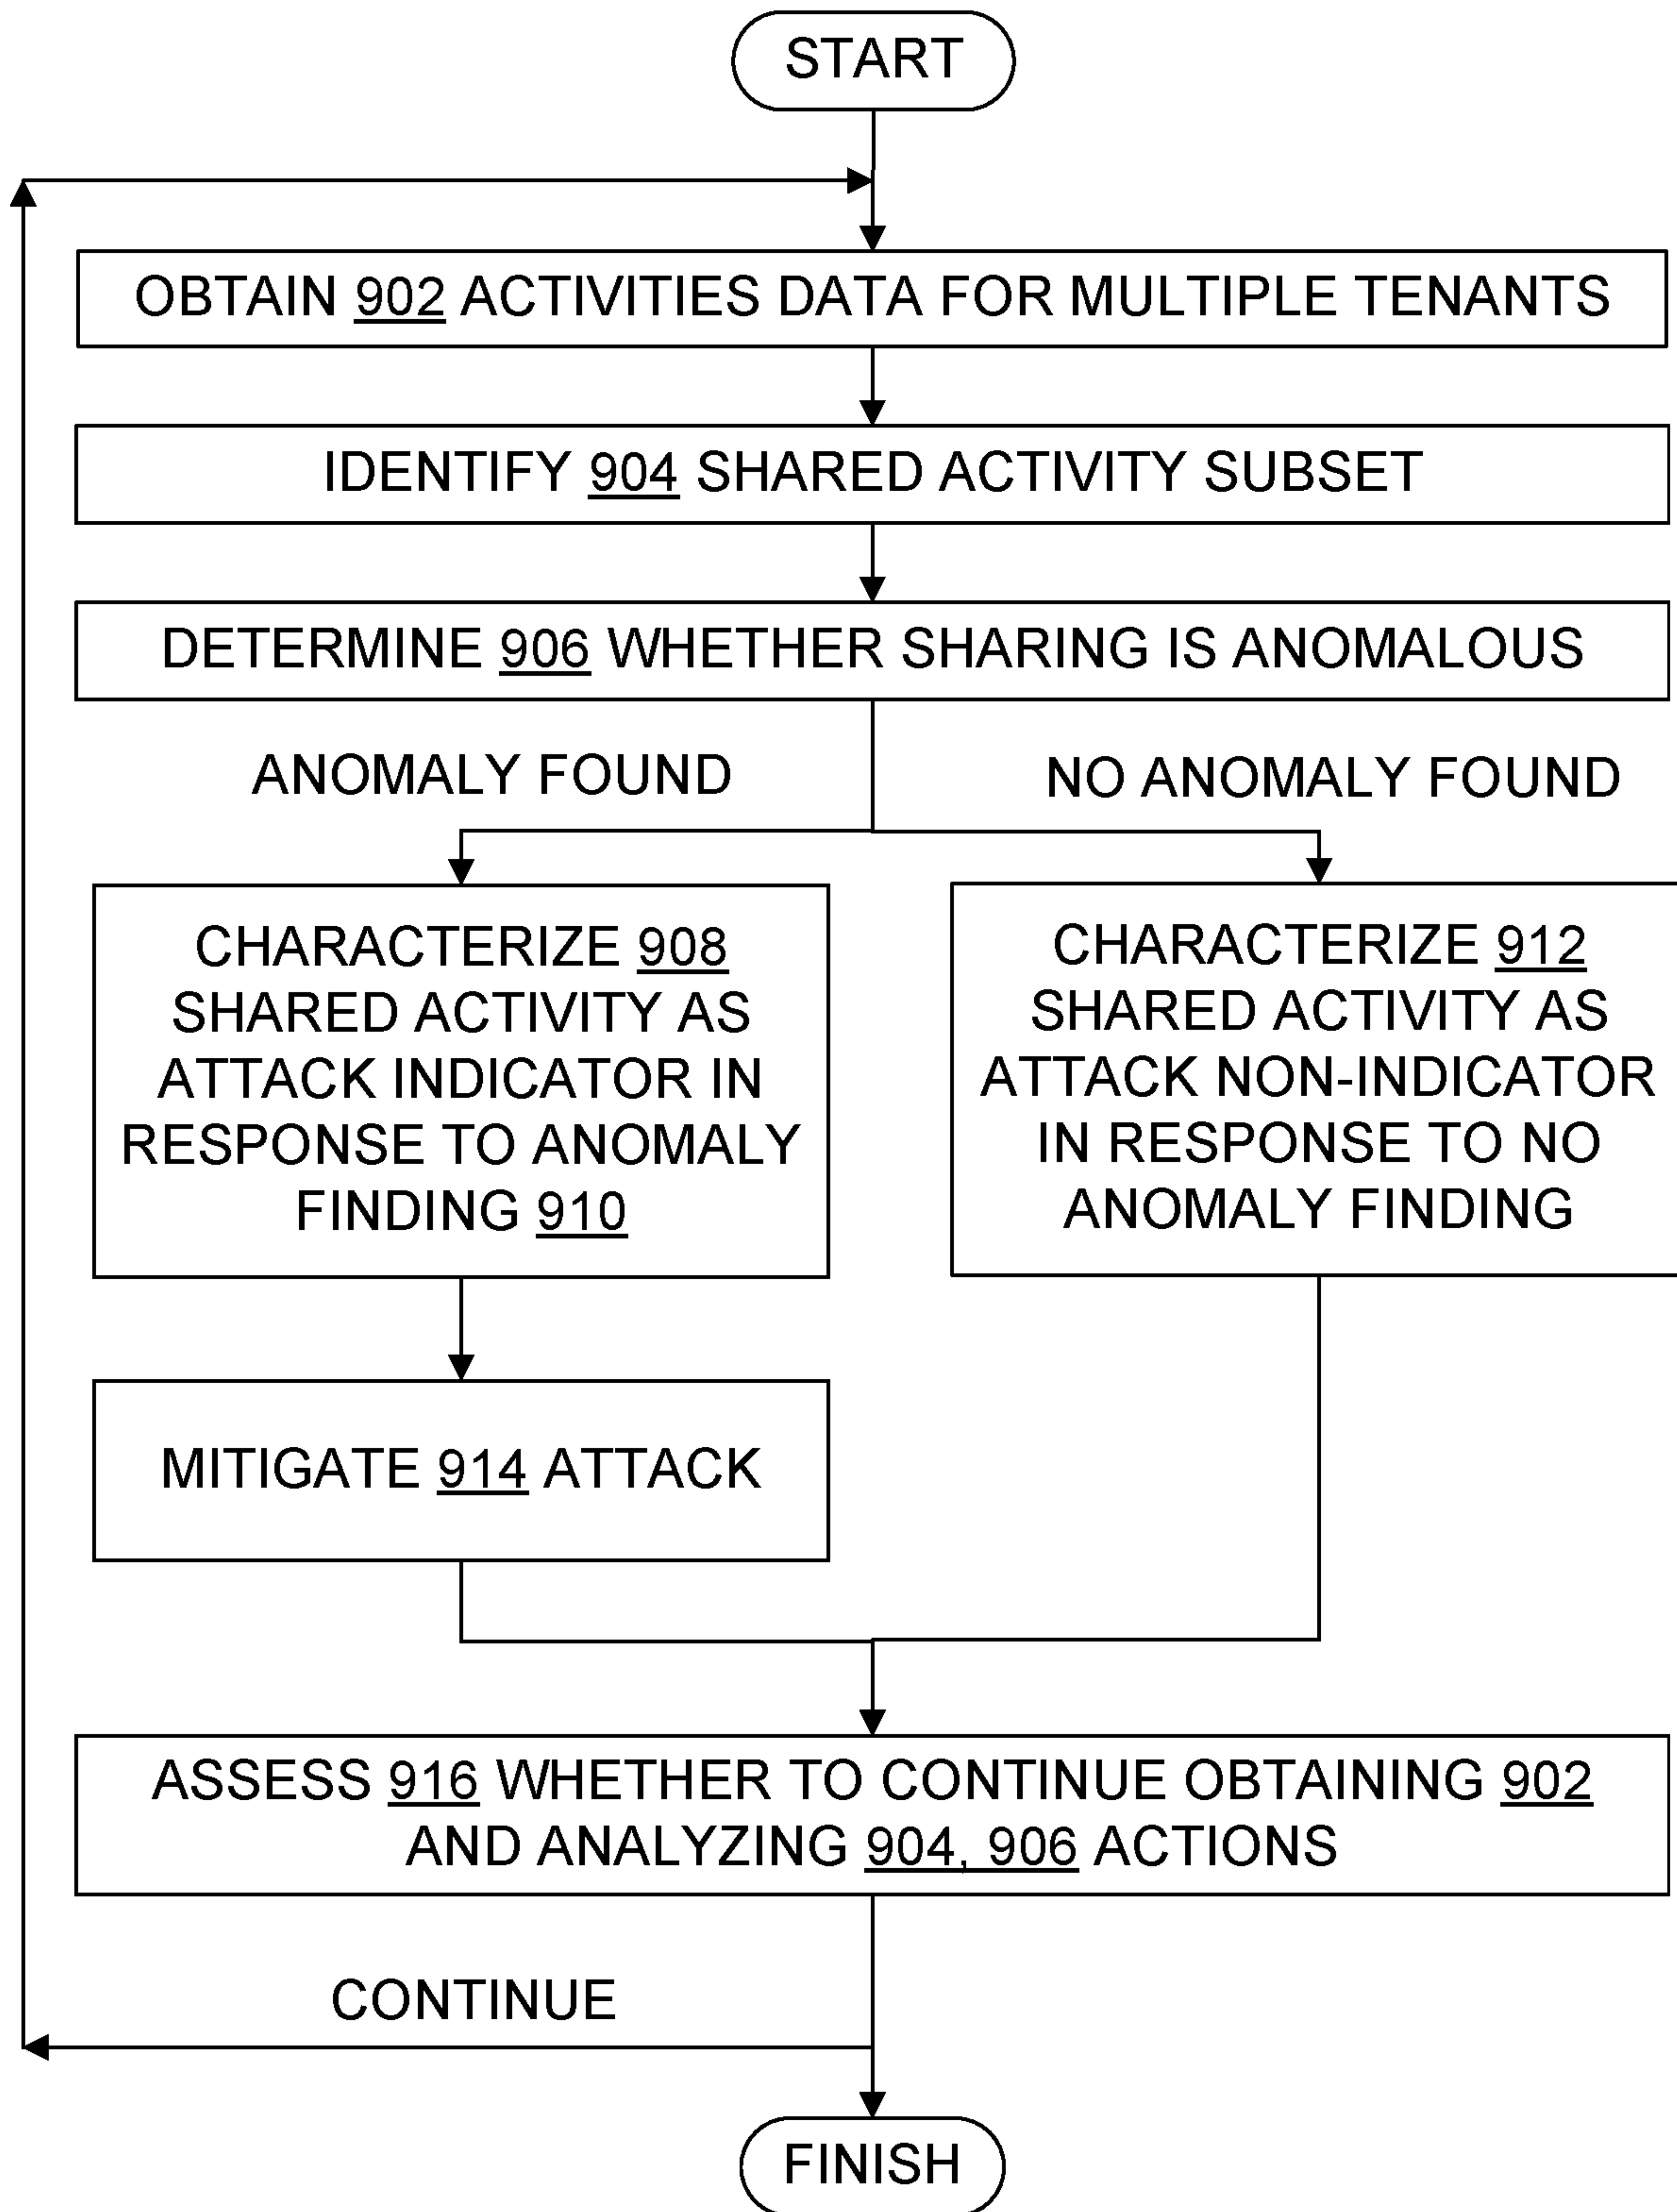 START
OBTAIN 902 ACTIVITIES DATA FOR MULTIPLE TENANTS
IDENTIFY 904 SHARED ACTIVITY SUBSET
DETERMINE 906 WHETHER SHARING IS ANOMALOUS
ANOMALY FOUND
NO ANOMALY FOUND
CHARACTERIZE 908
SHARED ACTIVITY AS
ATTACK INDICATOR IN
RESPONSE TO ANOMALY
FINDING 910
CHARACTERIZE 912
SHARED ACTIVITY AS
ATTACK NON-INDICATOR
IN RESPONSE TO NO
ANOMALY FINDING
MITIGATE 914 ATTACK
ASSESS 916 WHETHER TO CONTINUE OBTAINING 902
AND ANALYZING 904, 906 ACTIONS
CONTINUE
FINISH